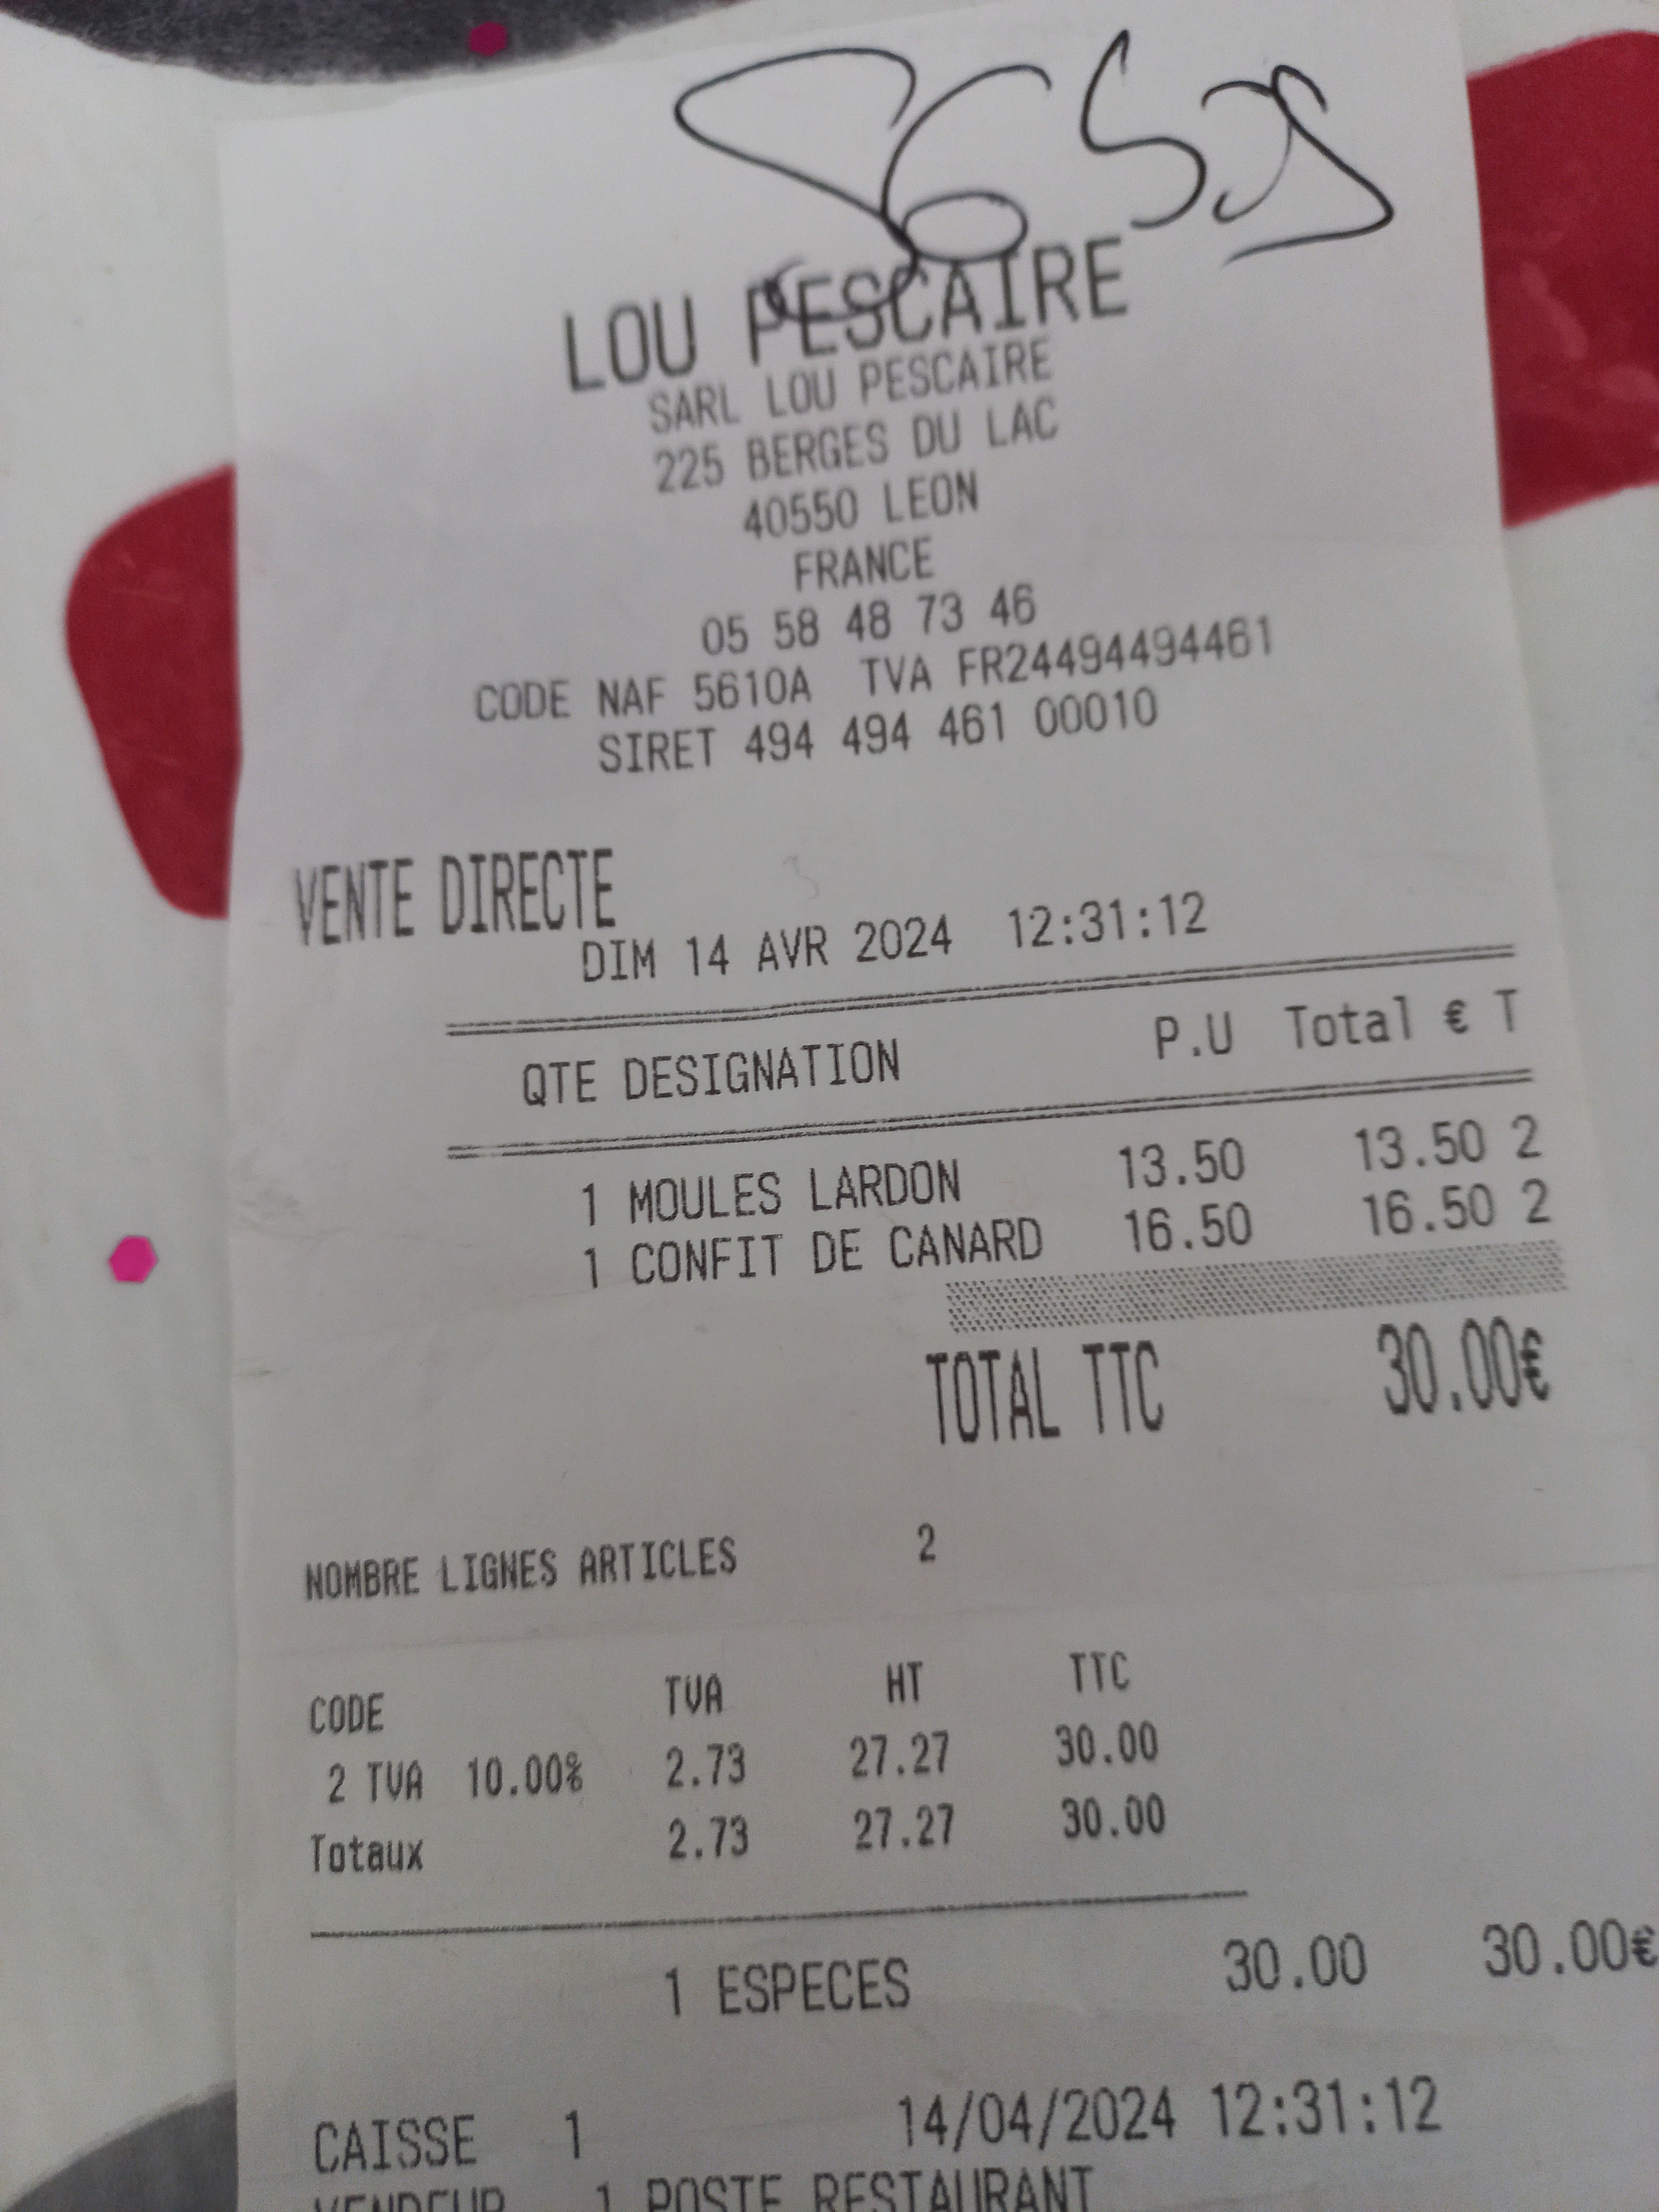 LOU PESCAIRE
SARL LOU PESCAIRE
225 BERGES DU LAC
40550 LEON
FRANCE
05 58 48 73 46
CODE NAF 5610A TVA FR24494494461
SIRET 494 494 461 00010
VENTE DIRECTE
DIM 14 AVR 2024 12:31:12
QTE DESIGNATION P.U Total € T
1 MOULES LARDON 13.50 13.50 2
1 CONFIT DE CANARD 16.50 16.50 2
TOTAL TTC 30.00€
NOMBRE LIGNES ARTICLES 2
CODE TVA HT TTC
2 TVA 10.00% 2.73 27.27 30.00
Totaux 2.73 27.27 30.00
1 ESPECES 30.00 30.00€
CAISSE 1 14/04/2024 12:31:12
VENDEUR 1 POSTE RESTAURANT